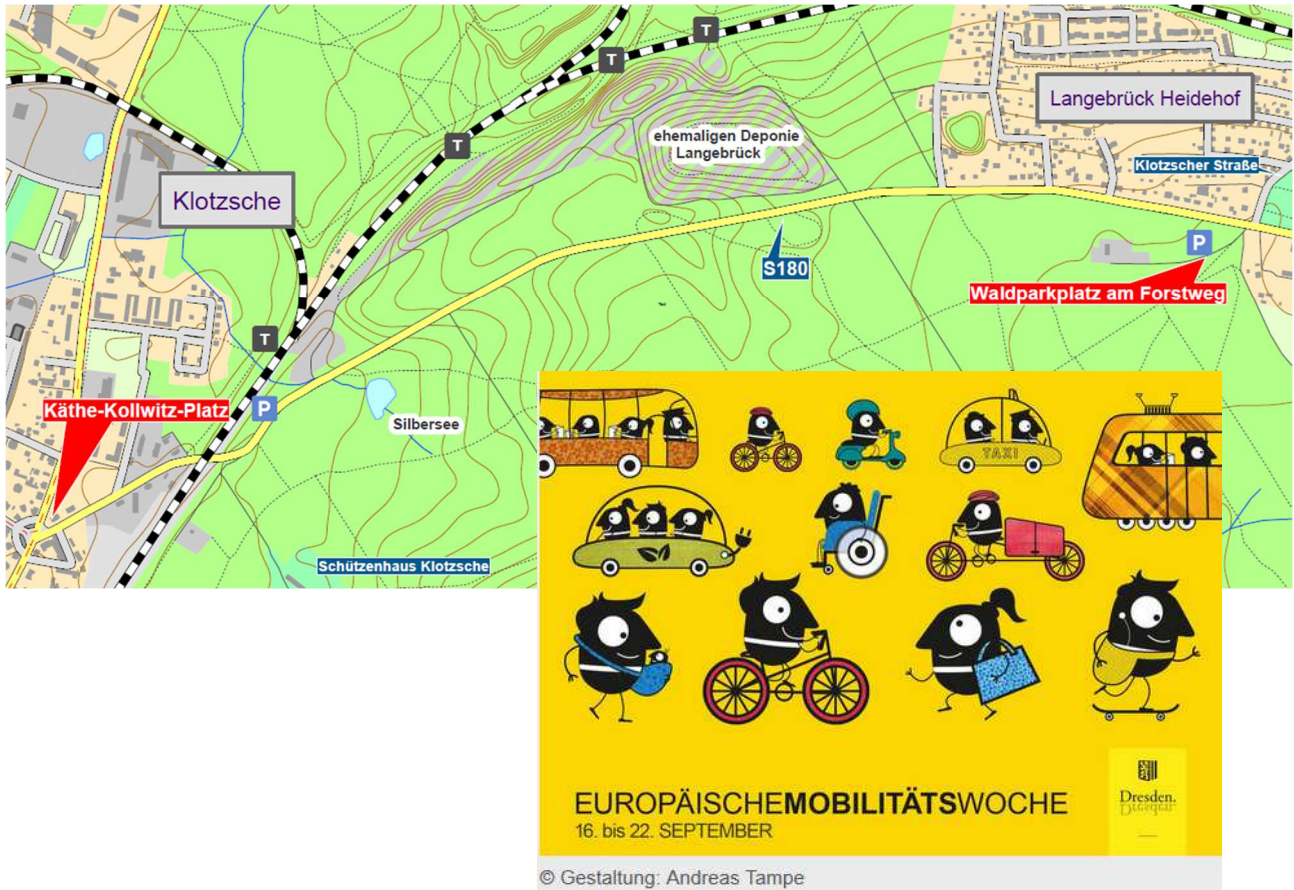 T
T
T
ehemaligen Deponie
Langebrück
Langebrück Heidehof
Klotzscher Straße
Klotzsche
P
S180
Waldparkplatz am Forstweg
T
Käthe-Kollwitz-Platz
P
Silbersee
Schützenhaus Klotzsche
TAXI
EUROPÄISCHEMOBILITÄTSWOCHE
16. bis 22. SEPTEMBER
Dresden.
© Gestaltung: Andreas Tampe